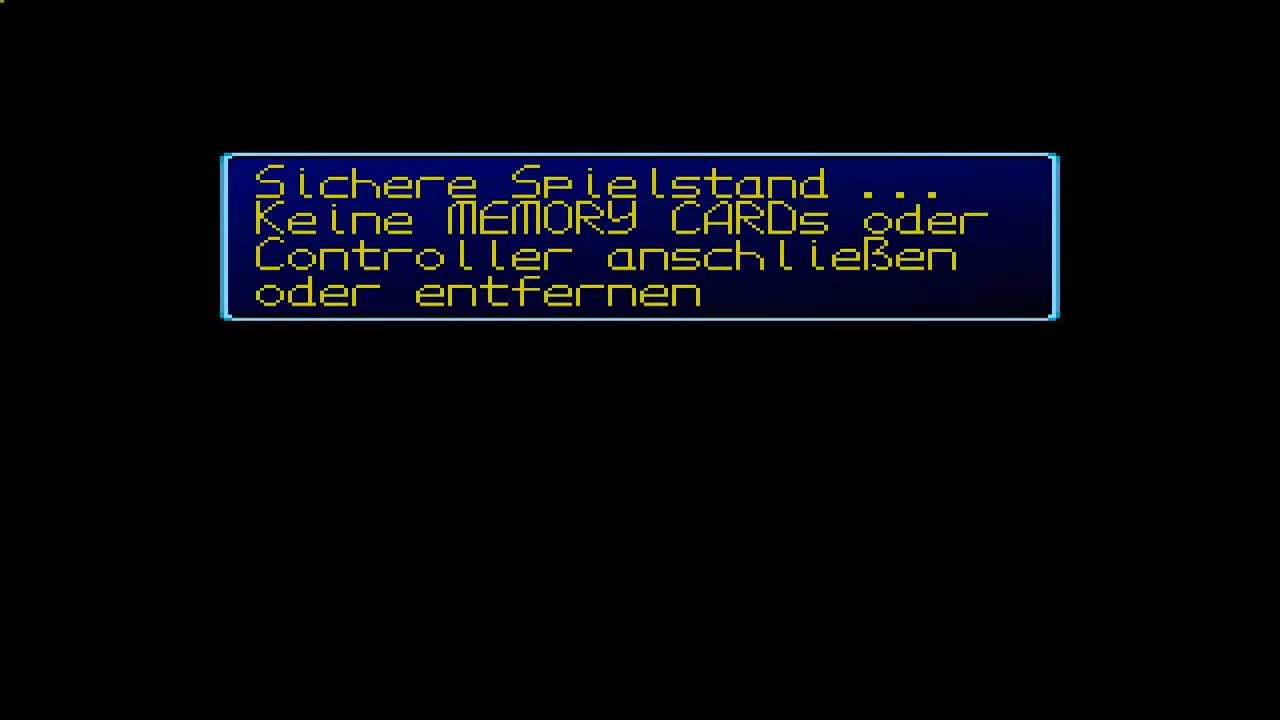 Sichere Spielstand ...
Keine MEMORY CARDs oder
Controller anschließen
oder entfernen